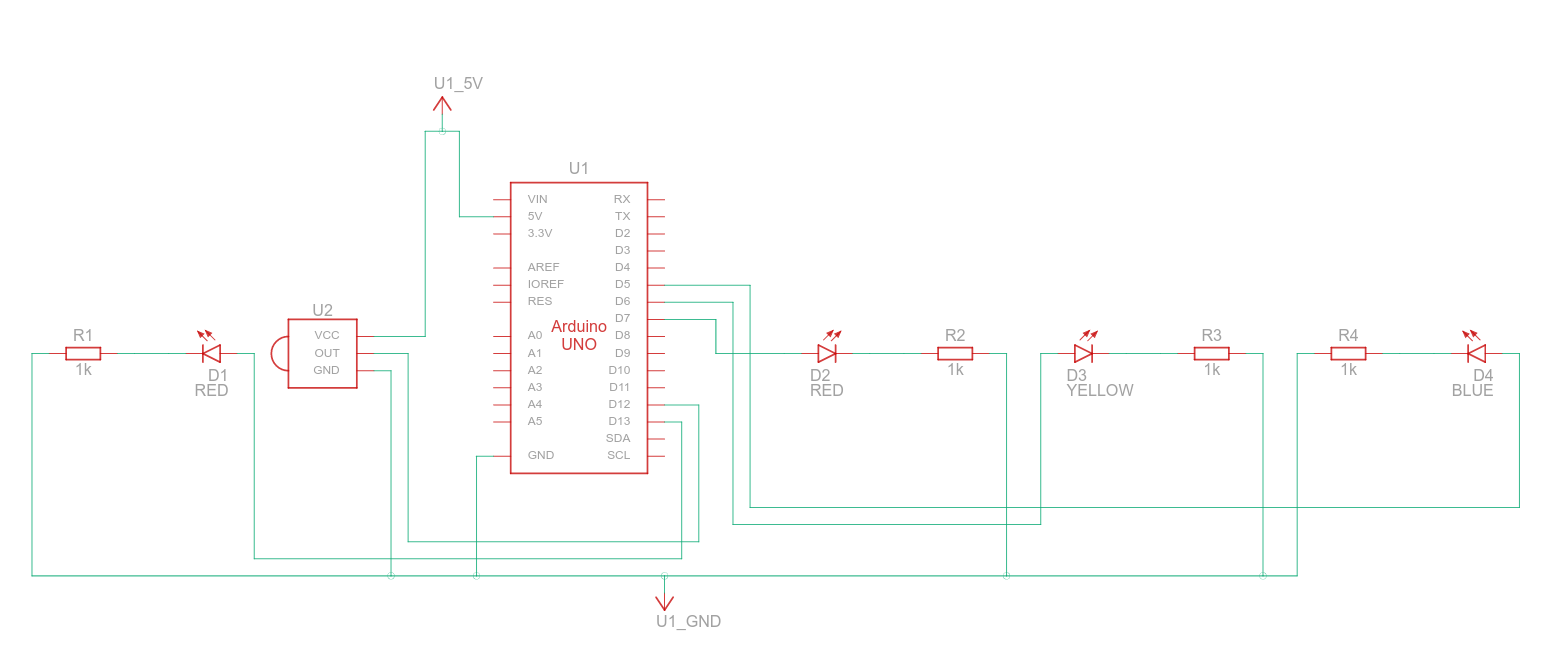 U1_5V
U1
VIN RX
5V TX
3.3V D2
D3
AREF D4
IOREF D5
RES D6
D7
A0 D8
A1 D9
A2 D10
A3 D11
A4 D12
A5 D13
SDA
GND SCL
Arduino
UNO
U2
VCC
OUT
GND
R1
1k
D1
RED
D2
RED
R2
1k
D3
YELLOW
R3
1k
R4
1k
D4
BLUE
U1_GND